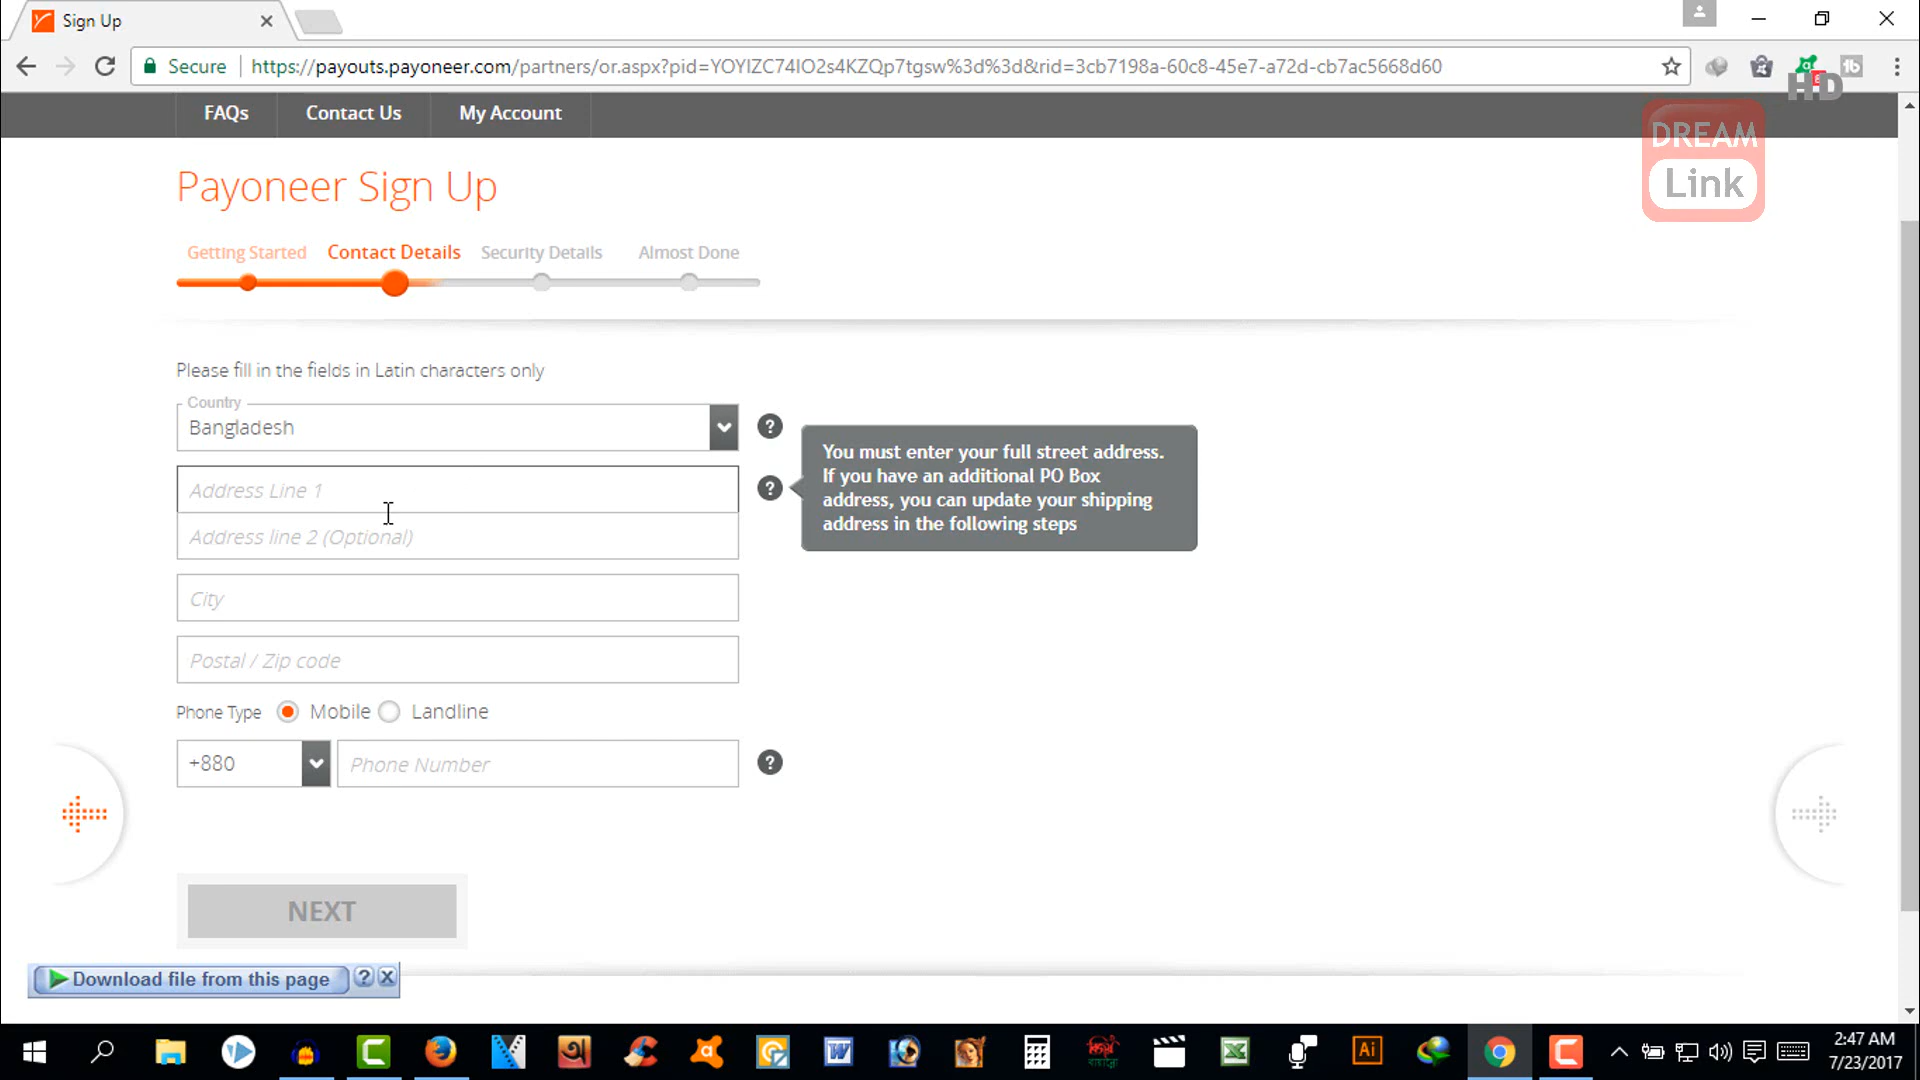 Sign Up
Secure
https://payouts.payoneer.com/partners/or.aspx?pid=YOYIZC74IO2s4KZQp7tgsw%3d%3d&rid=3cb7198a-60c8-45e7-a72d-cb7ac5668d60
HD
FAQs
Contact Us
My Account
DREAM
Link
Payoneer Sign Up
Getting Started
Contact Details
Security Details
Almost Done
Please fill in the fields in Latin characters only
Country
Bangladesh
?
You must enter your full street address.
If you have an additional PO Box
address, you can update your shipping
address in the following steps
Address Line 1
?
Address line 2 (Optional)
City
Postal / Zip code
Phone Type
Mobile
Landline
+880
Phone Number
?
NEXT
Download file from this page
?
2:47 AM
7/23/2017